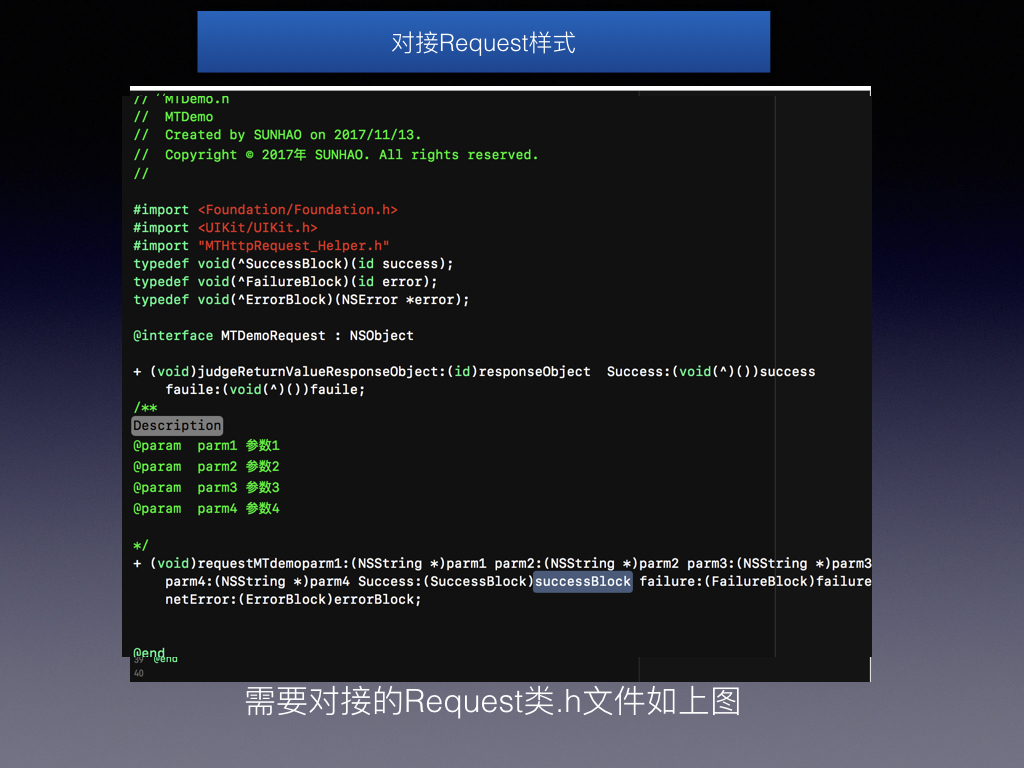 对接Request样式
// MTDemo.h
// MTDemo
// Created by SUNHAO on 2017/11/13.
// Copyright © 2017年 SUNHAO. All rights reserved.
//
#import <Foundation/Foundation.h>
#import <UIKit/UIKit.h>
#import "MTHttpRequest_Helper.h"
typedef void(^SuccessBlock)(id success);
typedef void(^FailureBlock)(id error);
typedef void(^ErrorBlock)(NSError *error);
@interface MTDemoRequest : NSObject
+ (void)judgeReturnValueResponseObject:(id)responseObject Success:(void(^)())success
fauile:(void(^)())fauile;
/**
Description
@param parm1 参数1
@param parm2 参数2
@param parm3 参数3
@param parm4 参数4
*/
+ (void)requestMTdemoparm1:(NSString *)parm1 parm2:(NSString *)parm2 parm3:(NSString *)parm3
parm4:(NSString *)parm4 Success:(SuccessBlock)successBlock failure:(FailureBlock)failure
netError:(ErrorBlock)errorBlock;
@end
39 @end
40
需要对接的Request类.h文件如上图